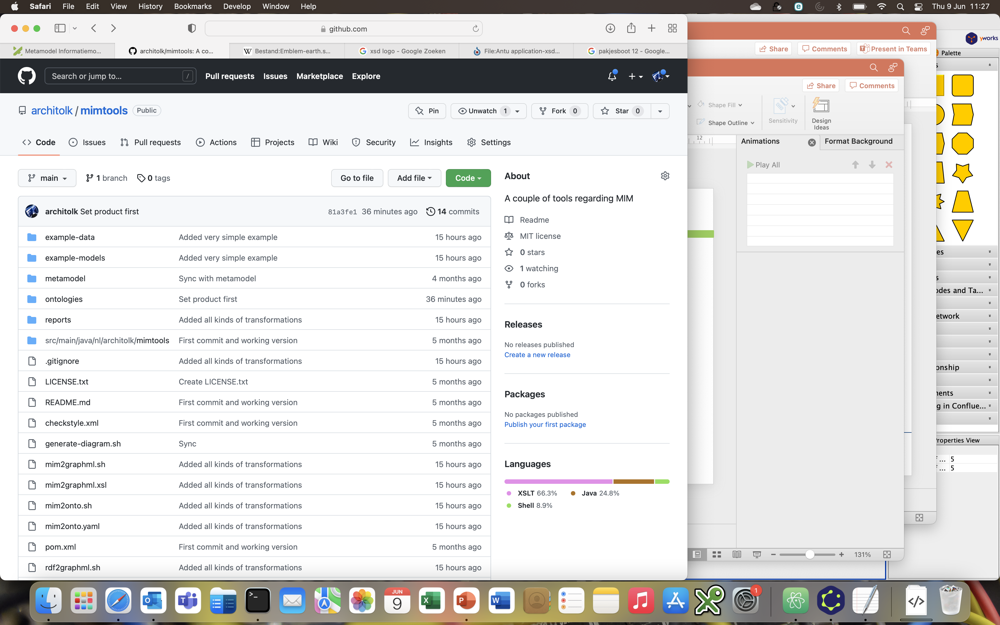 Safari File Edit View History Bookmarks Develop Window Help Thu 9 Jun 11:27
github.com
Metamodel Informatiemo... architolk/mimtools: A co... Bestand:Emblem-earth.s... xsd logo - Google Zoeken File:Antu application-xsd... pakjesboot 12 - Google...
Search or jump to... / Pull requests Issues Marketplace Explore
architolk / mimtools Public Pin Unwatch 1 Fork 0 Star 0
Code Issues Pull requests Actions Projects Wiki Security Insights Settings
main 1 branch 0 tags Go to file Add file Code
architolk Set product first 81a3fe1 36 minutes ago 14 commits
example-data Added very simple example 15 hours ago
example-models Added very simple example 15 hours ago
metamodel Sync with metamodel 4 months ago
ontologies Set product first 36 minutes ago
reports Added all kinds of transformations 15 hours ago
src/main/java/nl/architolk/mimtools First commit and working version 5 months ago
.gitignore Added all kinds of transformations 15 hours ago
LICENSE.txt Create LICENSE.txt 5 months ago
README.md First commit and working version 5 months ago
checkstyle.xml First commit and working version 5 months ago
generate-diagram.sh Sync 5 months ago
mim2graphml.sh Added all kinds of transformations 15 hours ago
mim2graphml.xsl Added all kinds of transformations 15 hours ago
mim2onto.sh Added all kinds of transformations 15 hours ago
mim2onto.yaml Added all kinds of transformations 15 hours ago
pom.xml First commit and working version 5 months ago
rdf2graphml.sh Added all kinds of transformations 15 hours ago
About
A couple of tools regarding MIM
Readme
MIT license
0 stars
1 watching
0 forks
Releases
No releases published
Create a new release
Packages
No packages published
Publish your first package
Languages
XSLT 66.3% Java 24.8%
Shell 8.9%
Share Comments Present in Teams
Share Comments
Shape Fill
Shape Outline
Sensitivity
Design
Ideas
12
Animations Format Background
Play All
131%
yworks
Palette
s
es
s
odes and Ta...
etwork
onship
nents
g in Conflue...
roperties View
... 5
... 5
JUN
9
1